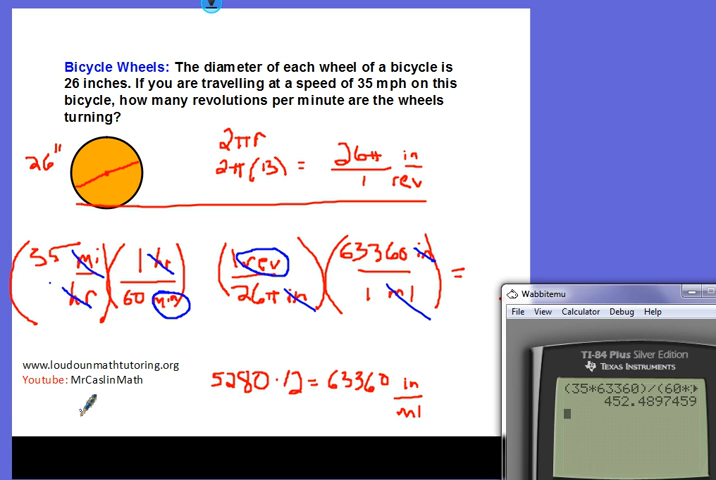 Bicycle Wheels: The diameter of each wheel of a bicycle is
26 inches. If you are travelling at a speed of 35 mph on this
bicycle, how many revolutions per minute are the wheels
turning?
26"
2πr
2π(13) = 26π/1 in/rev
(35 mi/hr)(1 hr/60 min)(1 rev/26π in)(63360 in/1 mi) =
5280 · 12 = 63360 in/mi
www.loudounmathtutoring.org
Youtube: MrCaslinMath
Wabbitemu
File View Calculator Debug Help
TI-84 Plus Silver Edition
TEXAS INSTRUMENTS
(35*63360)/(60*
452.4897459